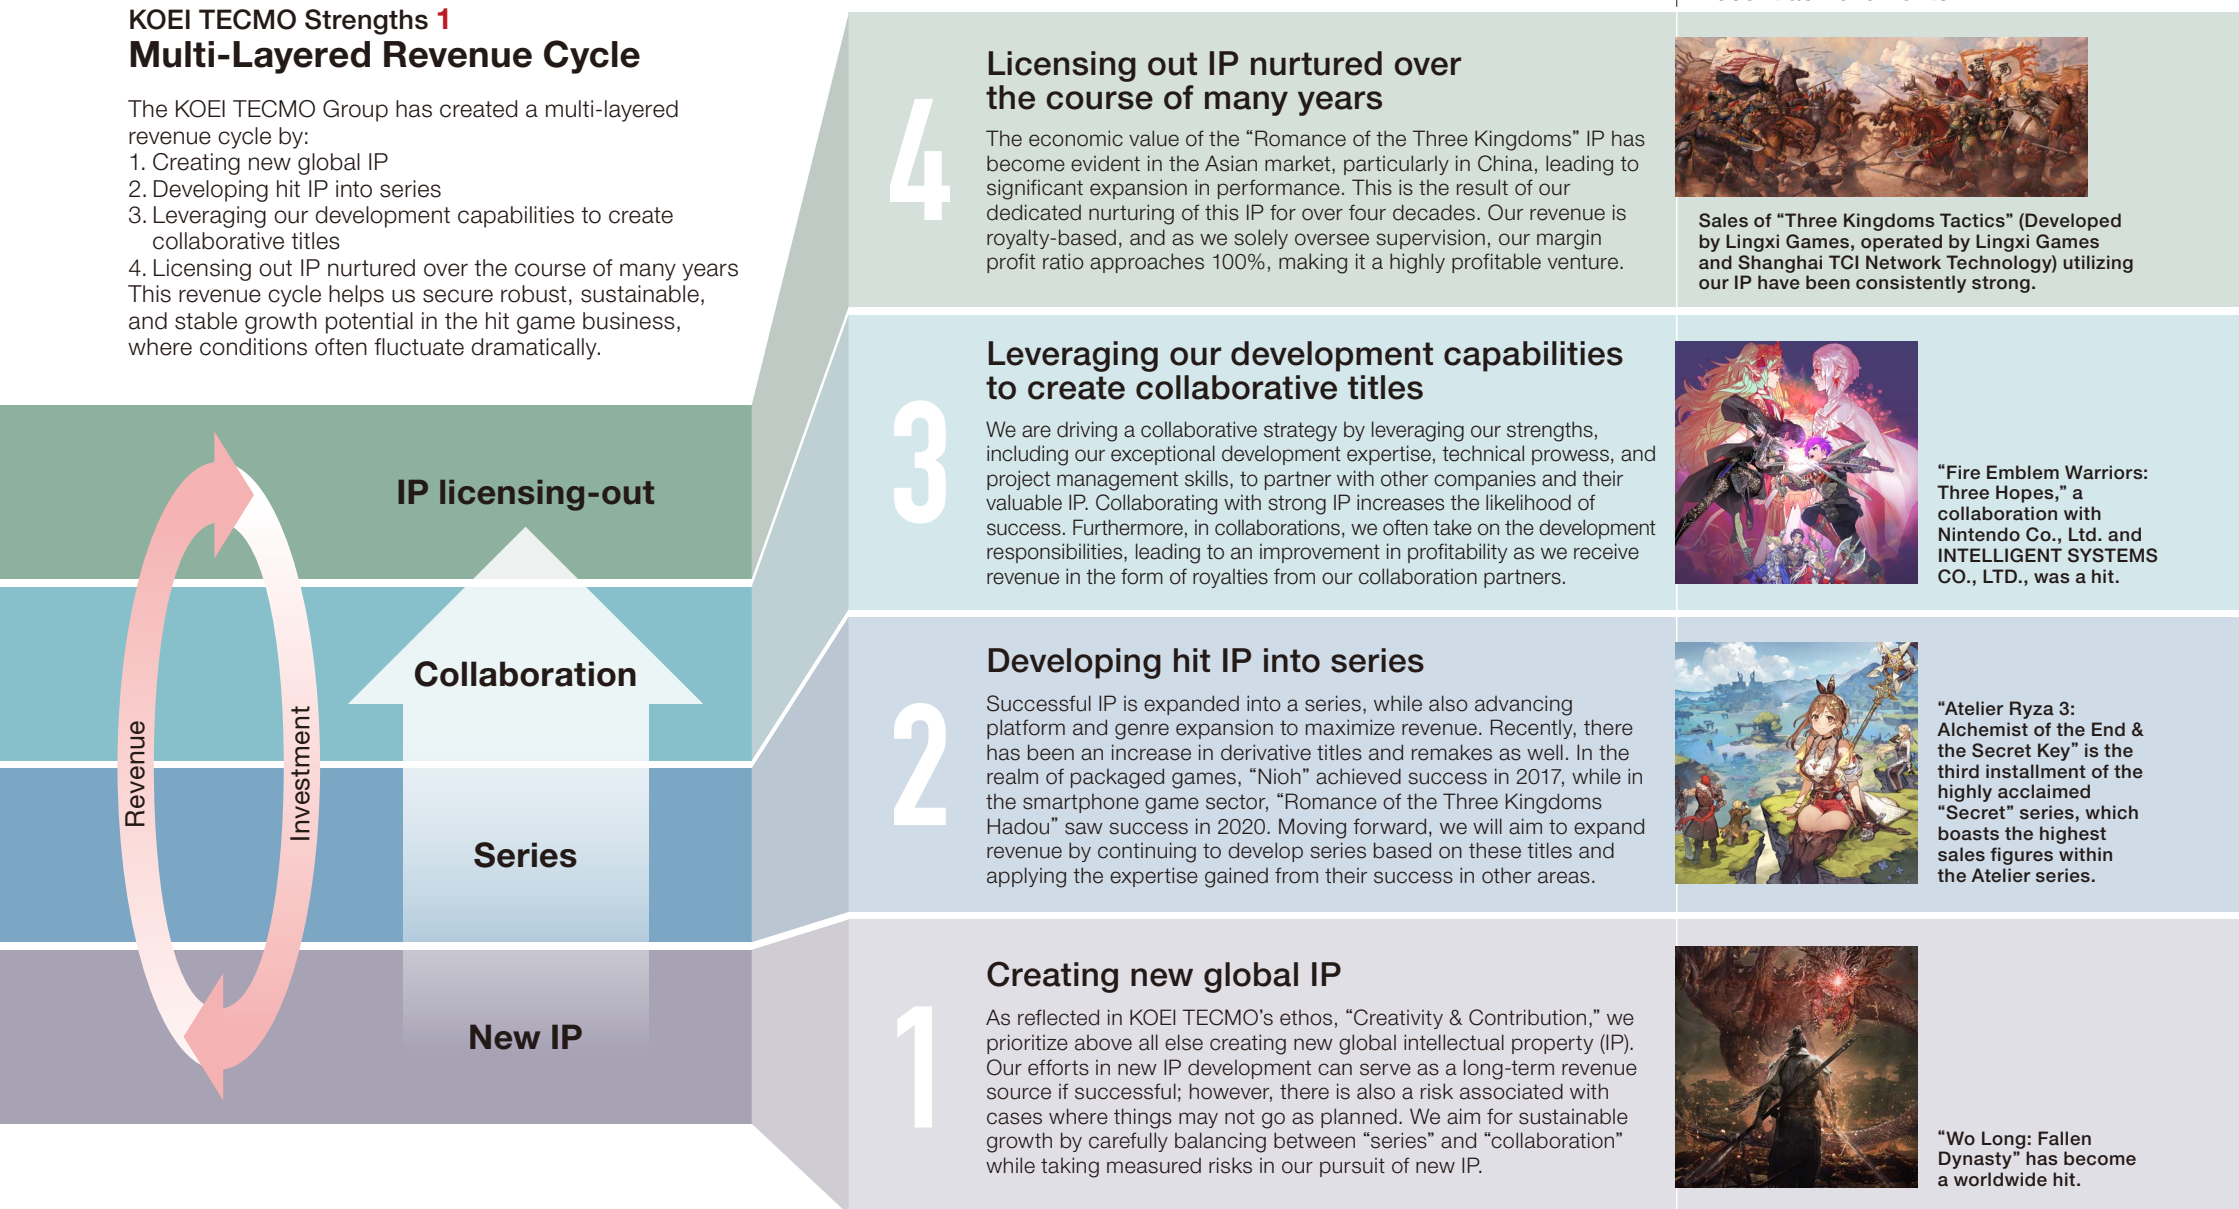 KOEI TECMO Strengths 1
Multi-Layered Revenue Cycle
The KOEI TECMO Group has created a multi-layered
revenue cycle by:
1. Creating new global IP
2. Developing hit IP into series
3. Leveraging our development capabilities to create
collaborative titles
4. Licensing out IP nurtured over the course of many years
This revenue cycle helps us secure robust, sustainable,
and stable growth potential in the hit game business,
where conditions often fluctuate dramatically.
IP licensing-out
Collaboration
Series
New IP
Revenue
Investment
4
Licensing out IP nurtured over
the course of many years
The economic value of the “Romance of the Three Kingdoms” IP has
become evident in the Asian market, particularly in China, leading to
significant expansion in performance. This is the result of our
dedicated nurturing of this IP for over four decades. Our revenue is
royalty-based, and as we solely oversee supervision, our margin
profit ratio approaches 100%, making it a highly profitable venture.
Sales of “Three Kingdoms Tactics” (Developed
by Lingxi Games, operated by Lingxi Games
and Shanghai TCI Network Technology) utilizing
our IP have been consistently strong.
3
Leveraging our development capabilities
to create collaborative titles
We are driving a collaborative strategy by leveraging our strengths,
including our exceptional development expertise, technical prowess, and
project management skills, to partner with other companies and their
valuable IP. Collaborating with strong IP increases the likelihood of
success. Furthermore, in collaborations, we often take on the development
responsibilities, leading to an improvement in profitability as we receive
revenue in the form of royalties from our collaboration partners.
“Fire Emblem Warriors:
Three Hopes,” a
collaboration with
Nintendo Co., Ltd. and
INTELLIGENT SYSTEMS
CO., LTD., was a hit.
2
Developing hit IP into series
Successful IP is expanded into a series, while also advancing
platform and genre expansion to maximize revenue. Recently, there
has been an increase in derivative titles and remakes as well. In the
realm of packaged games, “Nioh” achieved success in 2017, while in
the smartphone game sector, “Romance of the Three Kingdoms
Hadou” saw success in 2020. Moving forward, we will aim to expand
revenue by continuing to develop series based on these titles and
applying the expertise gained from their success in other areas.
“Atelier Ryza 3:
Alchemist of the End &
the Secret Key” is the
third installment of the
highly acclaimed
“Secret” series, which
boasts the highest
sales figures within
the Atelier series.
1
Creating new global IP
As reflected in KOEI TECMO’s ethos, “Creativity & Contribution,” we
prioritize above all else creating new global intellectual property (IP).
Our efforts in new IP development can serve as a long-term revenue
source if successful; however, there is also a risk associated with
cases where things may not go as planned. We aim for sustainable
growth by carefully balancing between “series” and “collaboration”
while taking measured risks in our pursuit of new IP.
“Wo Long: Fallen
Dynasty” has become
a worldwide hit.